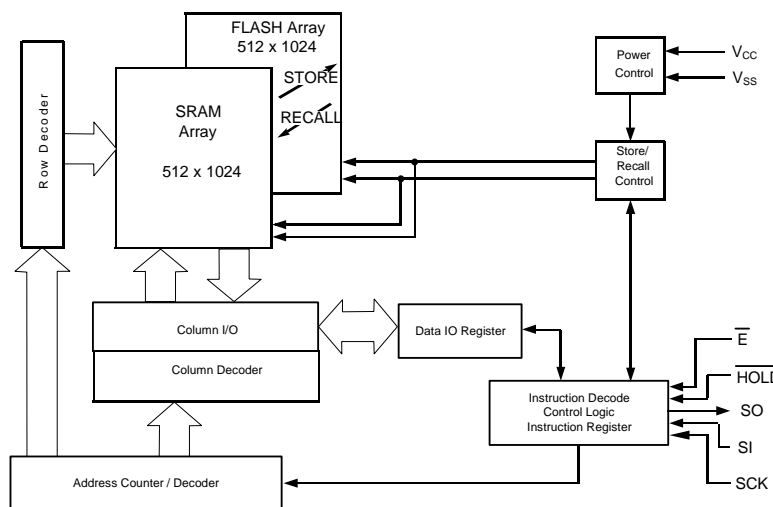 FLASH Array
512 x 1024
STORE
RECALL
SRAM
Array
512 x 1024
Row Decoder
Power
Control
VCC
VSS
Store/
Recall
Control
Column I/O
Column Decoder
Data IO Register
Instruction Decode
Control Logic
Instruction Register
E
HOLD
SO
SI
SCK
Address Counter / Decoder